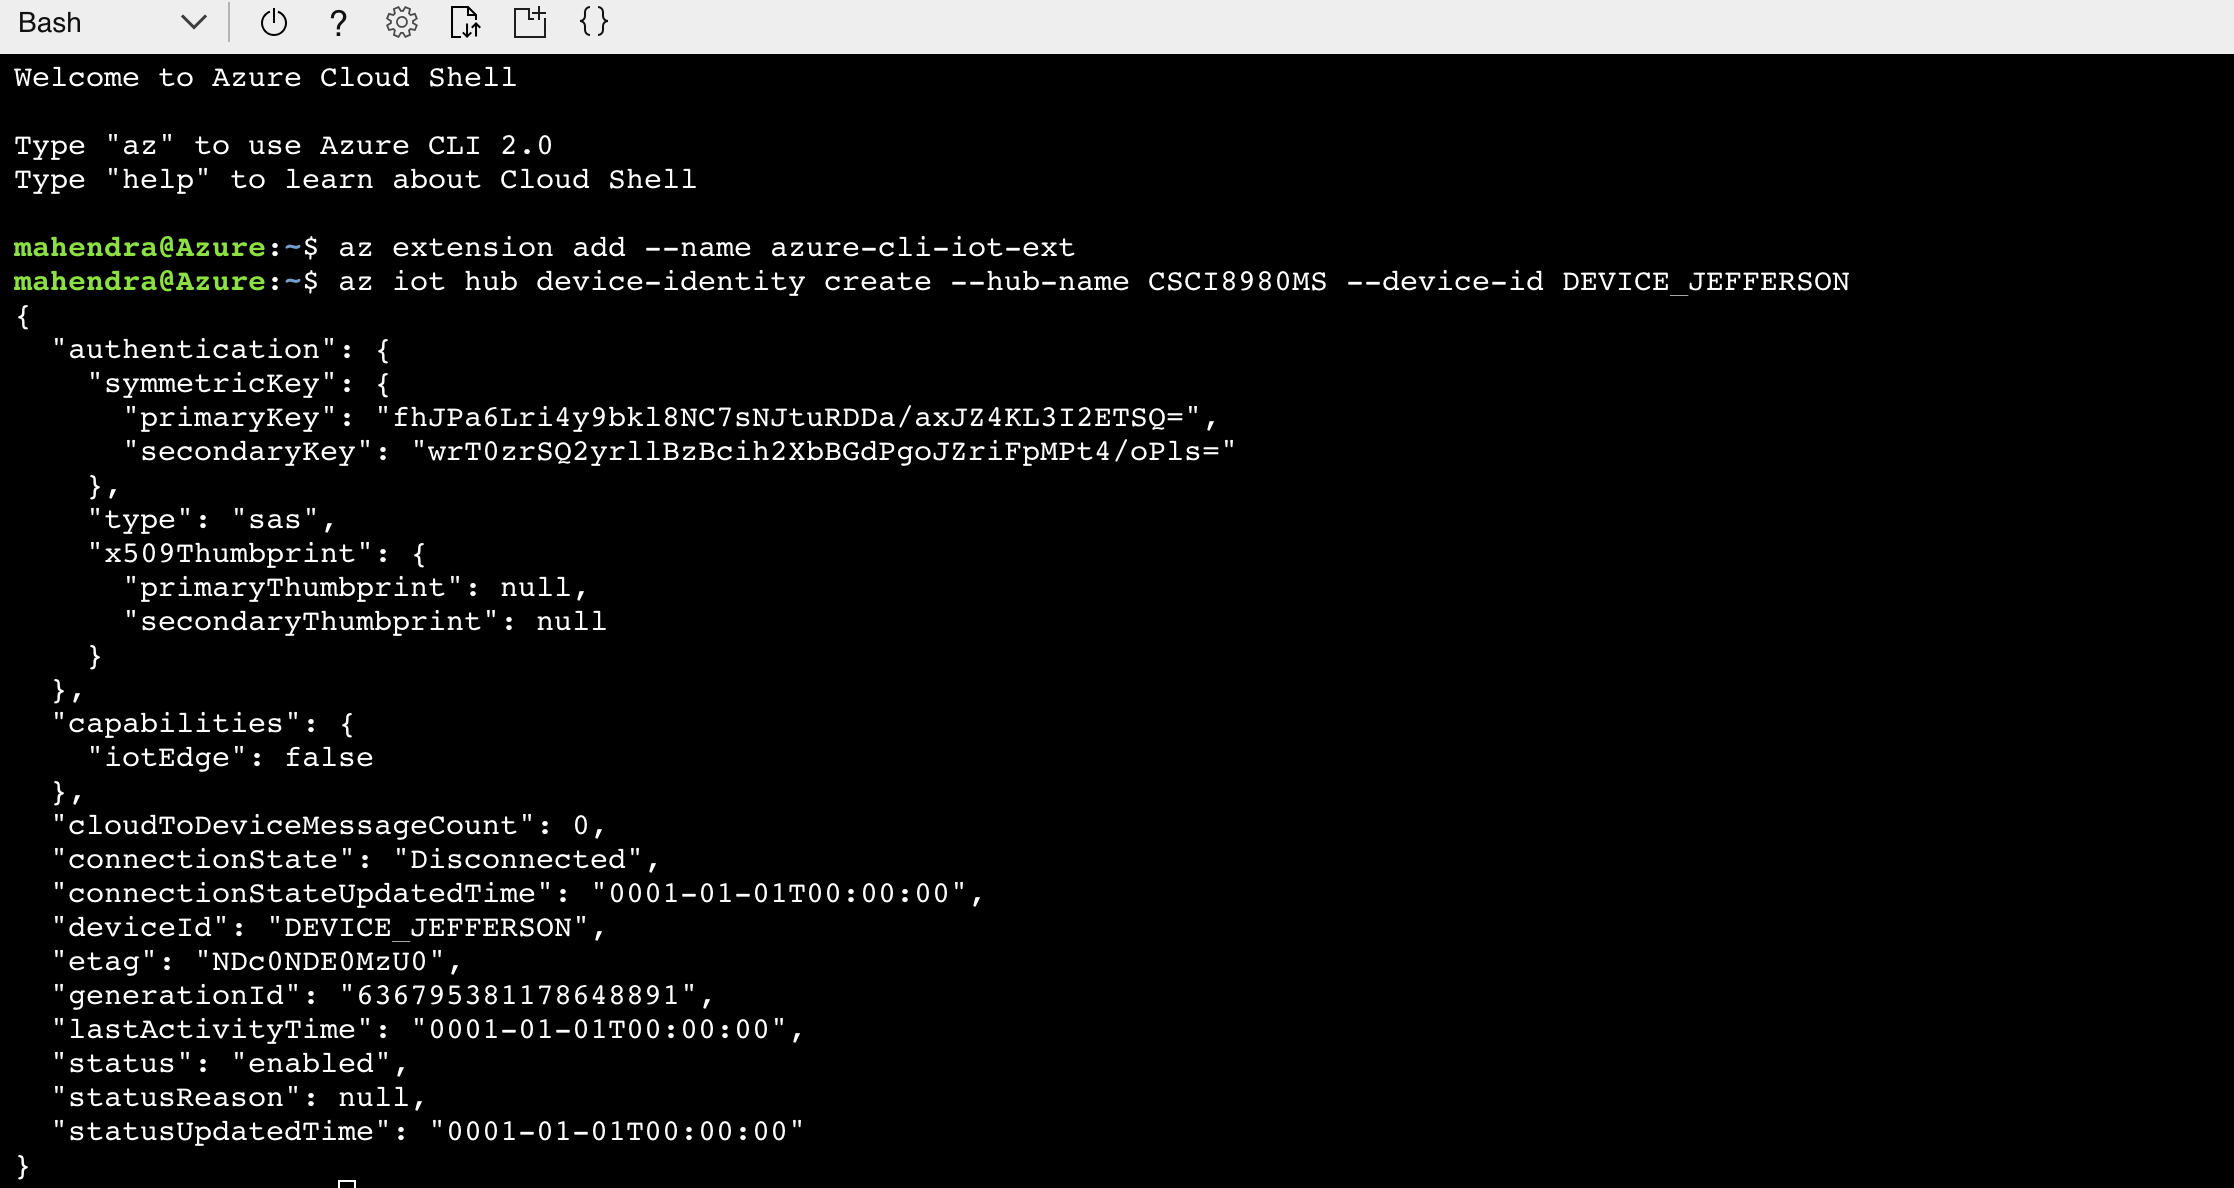 Bash
Welcome to Azure Cloud Shell
Type "az" to use Azure CLI 2.0
Type "help" to learn about Cloud Shell
mahendra@Azure:~$ az extension add --name azure-cli-iot-ext
mahendra@Azure:~$ az iot hub device-identity create --hub-name CSCI8980MS --device-id DEVICE_JEFFERSON
{
  "authentication": {
    "symmetricKey": {
      "primaryKey": "fhJPa6Lri4y9bkl8NC7sNJtuRDDa/axJZ4KL3I2ETSQ=",
      "secondaryKey": "wrT0zrSQ2yrllBzBcih2XbBGdPgoJZriFpMPt4/oPls="
    },
    "type": "sas",
    "x509Thumbprint": {
      "primaryThumbprint": null,
      "secondaryThumbprint": null
    }
  },
  "capabilities": {
    "iotEdge": false
  },
  "cloudToDeviceMessageCount": 0,
  "connectionState": "Disconnected",
  "connectionStateUpdatedTime": "0001-01-01T00:00:00",
  "deviceId": "DEVICE_JEFFERSON",
  "etag": "NDc0NDE0MzU0",
  "generationId": "636795381178648891",
  "lastActivityTime": "0001-01-01T00:00:00",
  "status": "enabled",
  "statusReason": null,
  "statusUpdatedTime": "0001-01-01T00:00:00"
}